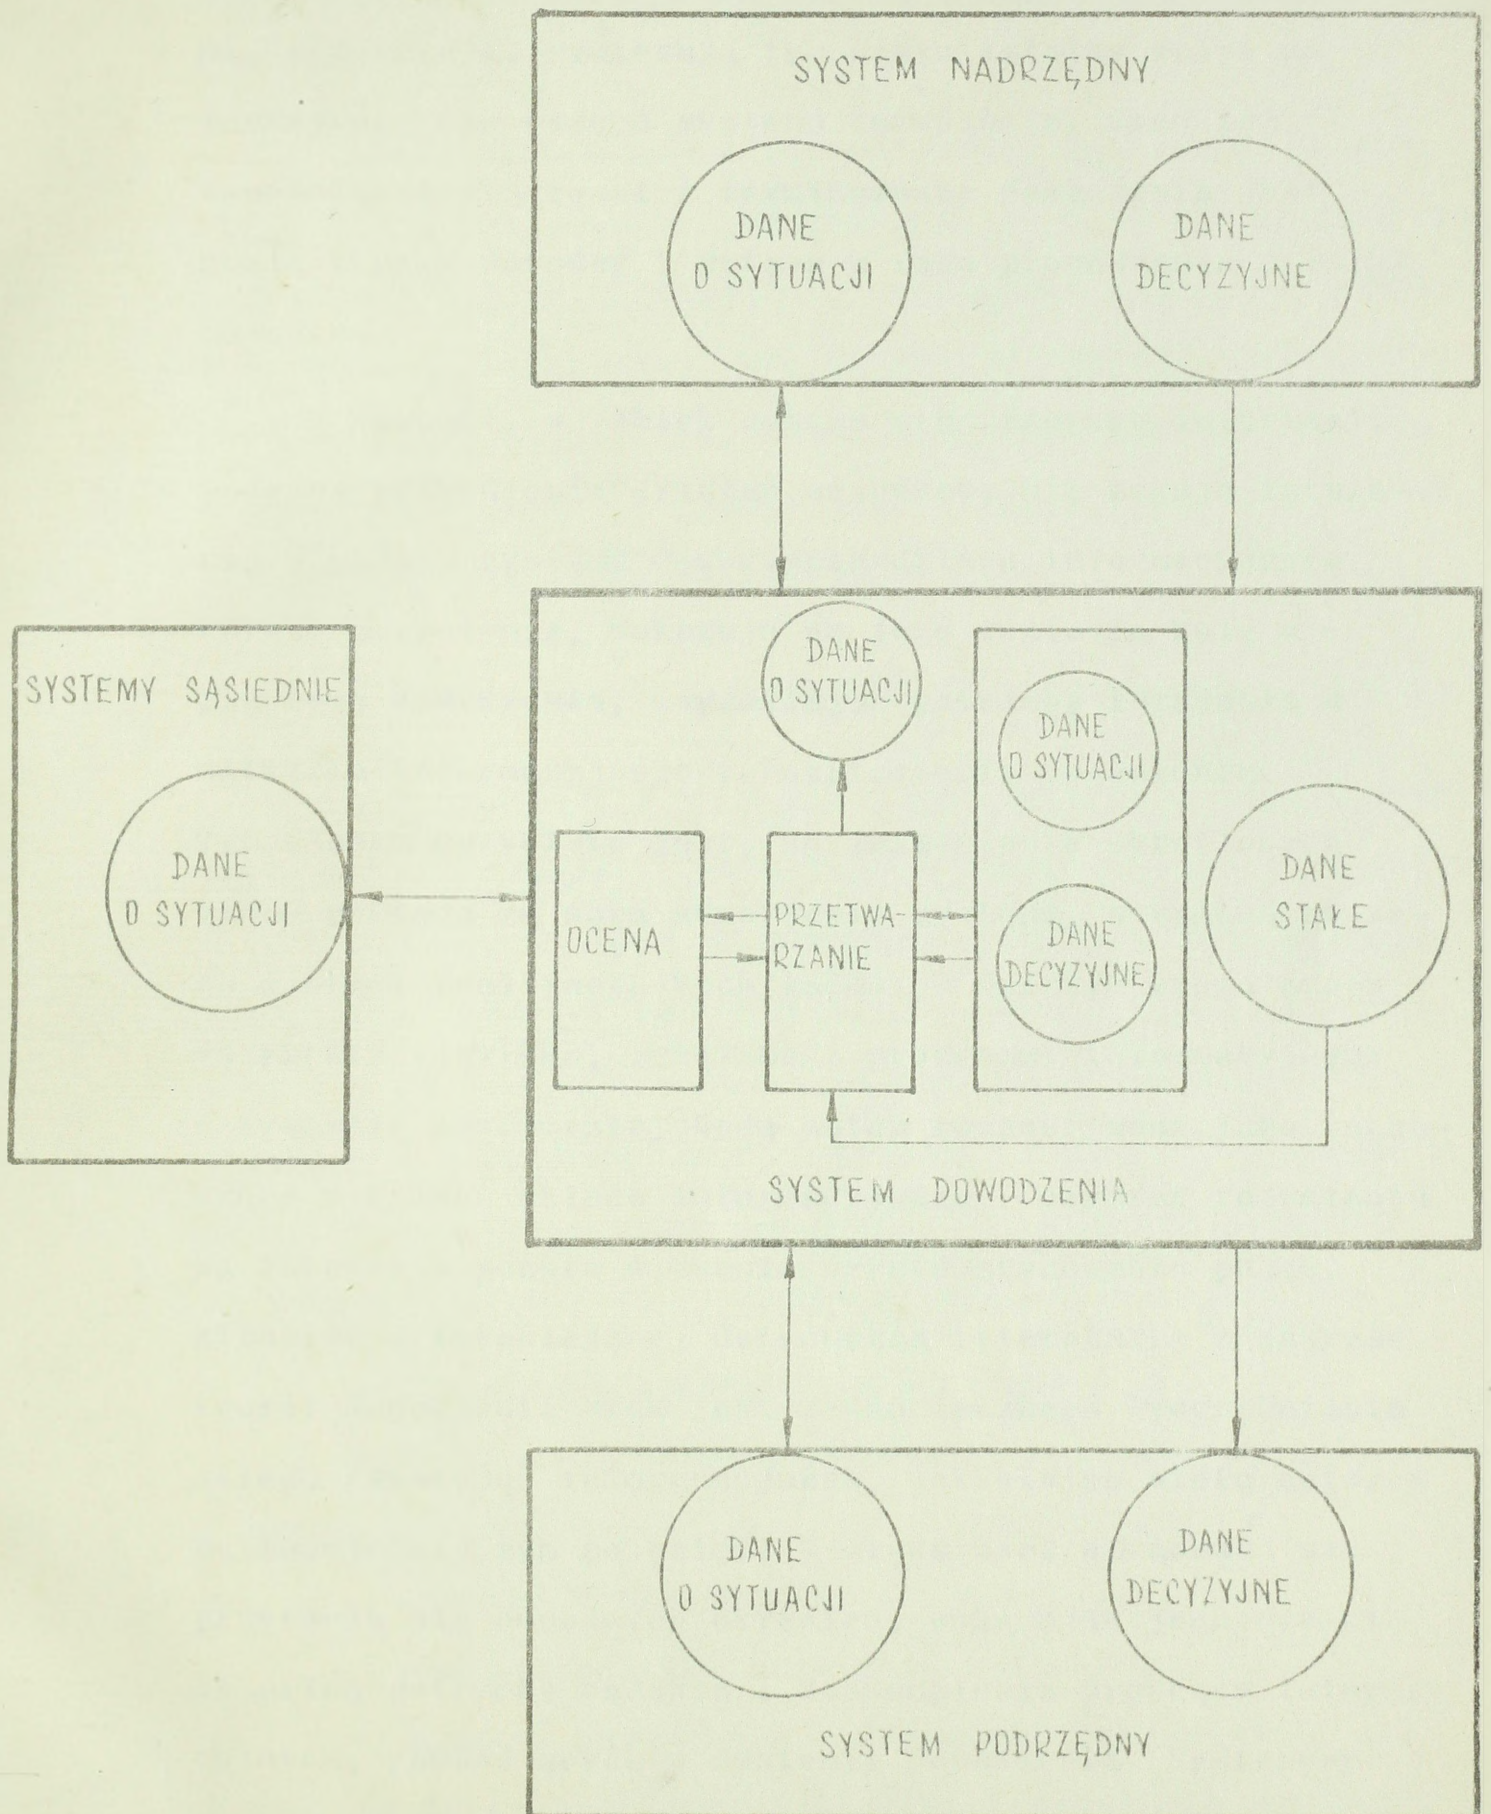 SYSTEM NADRZĘDNY
DANE
O SYTUACJI
DANE
DECYZYJNE
SYSTEMY SĄSIEDNIE
DANE
O SYTUACJI
DANE
O SYTUACJI
DANE
O SYTUACJI
DANE
DECYZYJNE
DANE
STAŁE
OCENA
PRZETWA-
RZANIE
SYSTEM DOWODZENIA
DANE
O SYTUACJI
DANE
DECYZYJNE
SYSTEM PODRZĘDNY